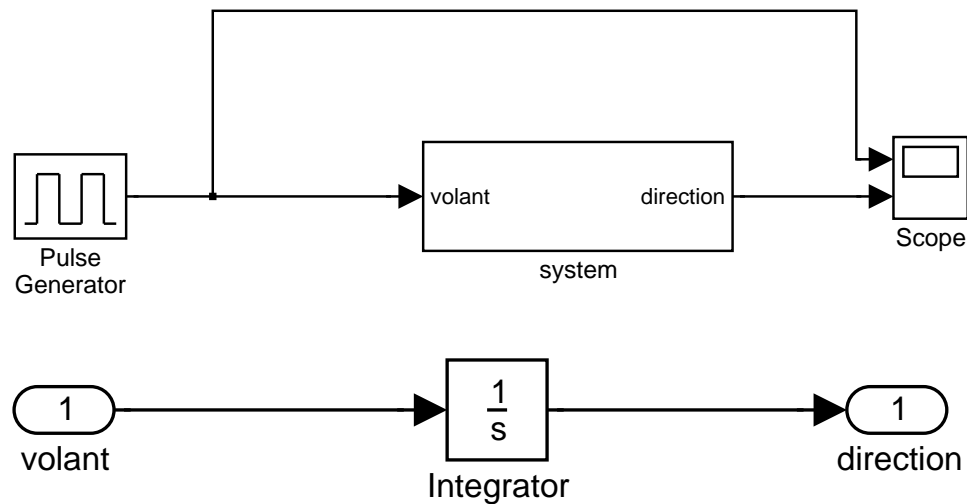 volant
direction
Pulse
Generator
system
Scope
1
1
s
1
volant
Integrator
direction